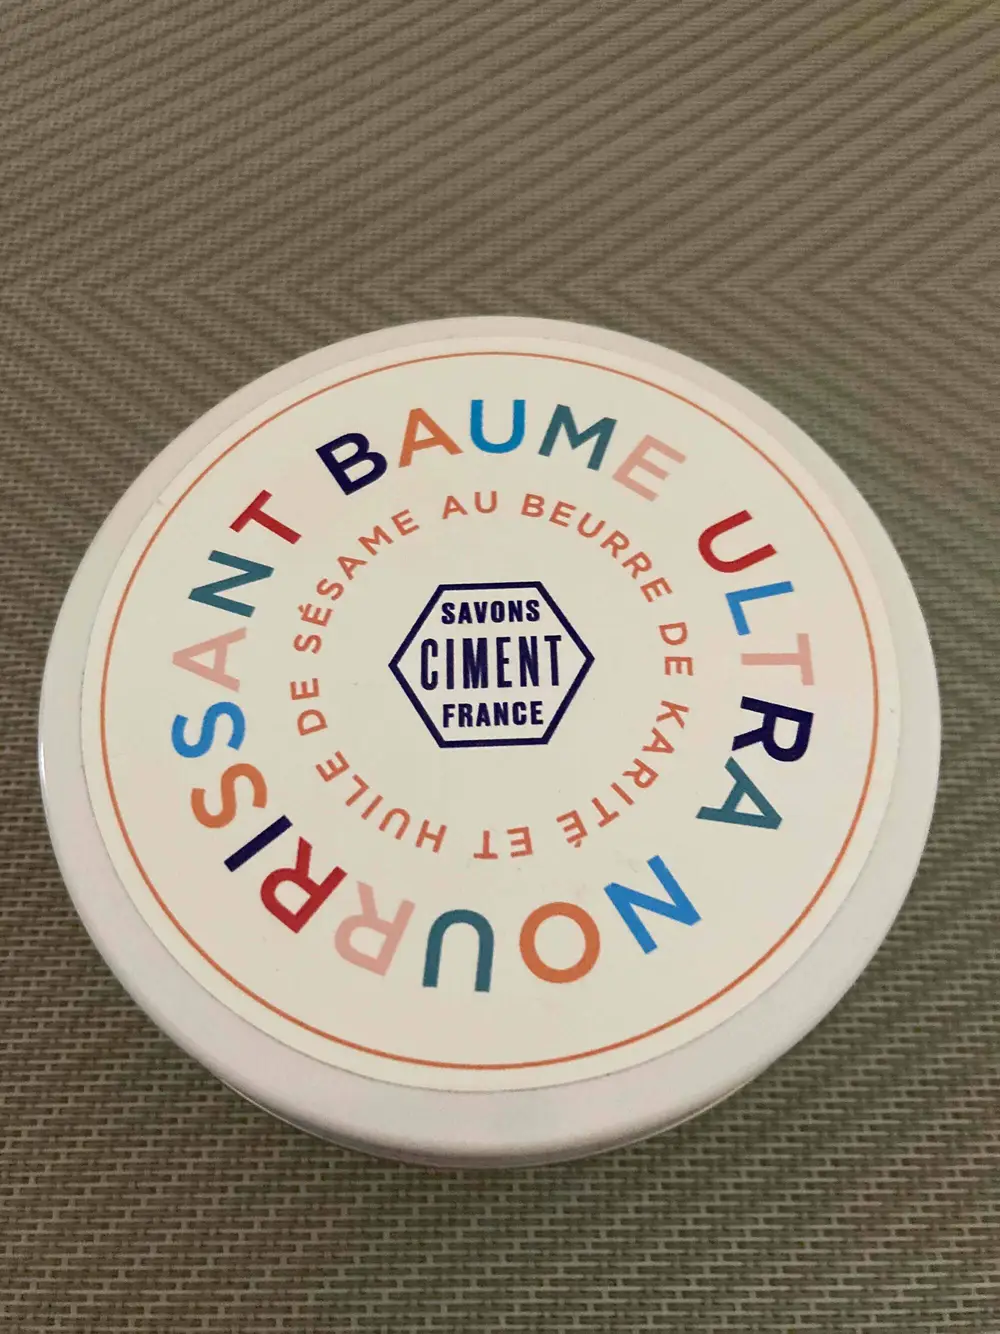 BAUME ULTRA NOURRISSANT
AU BEURRE DE KARITÉ ET HUILE DE SÉSAME
SAVONS
CIMENT
FRANCE